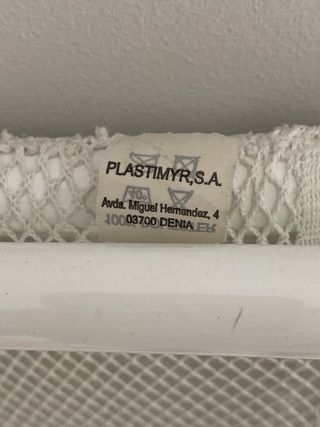 PLASTIMYR,S.A.
Avda. Miguel Hernandez, 4
03700 DENIA